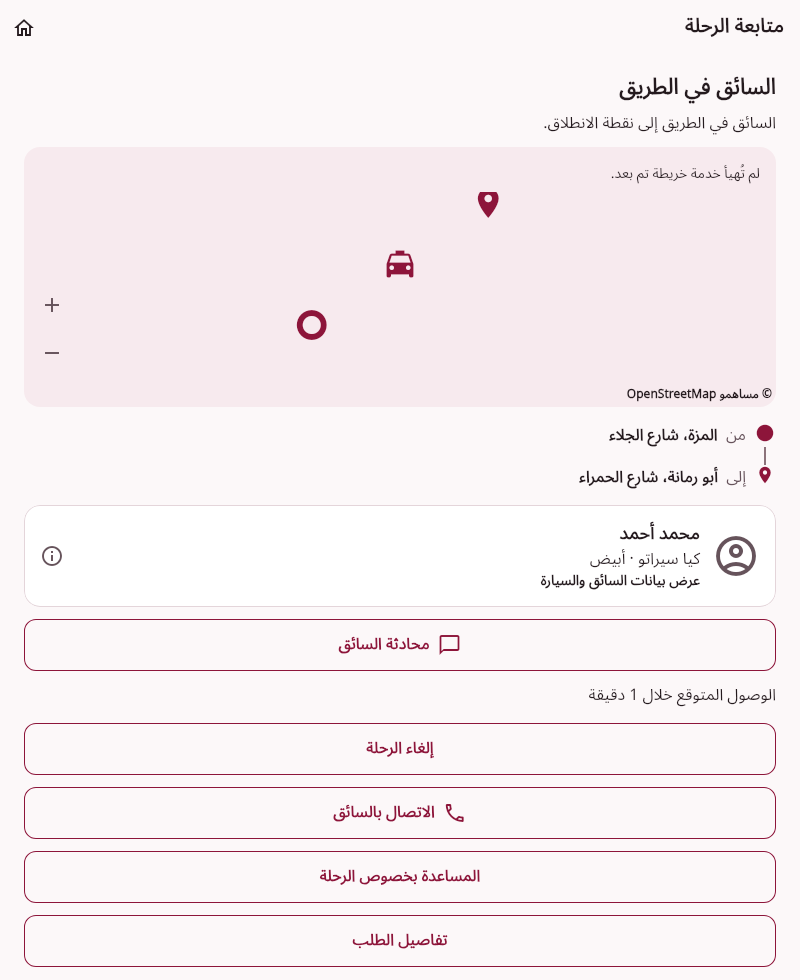 متابعة الرحلة
السائق في الطريق
السائق في الطريق إلى نقطة الانطلاق.
لم تُهيأ خدمة خريطة تم بعد.
© مساهمو OpenStreetMap
من المزة، شارع الجلاء
إلى أبو رمانة، شارع الحمراء
محمد أحمد
كيا سيراتو · أبيض
عرض بيانات السائق والسيارة
محادثة السائق
الوصول المتوقع خلال 1 دقيقة
إلغاء الرحلة
الاتصال بالسائق
المساعدة بخصوص الرحلة
تفاصيل الطلب